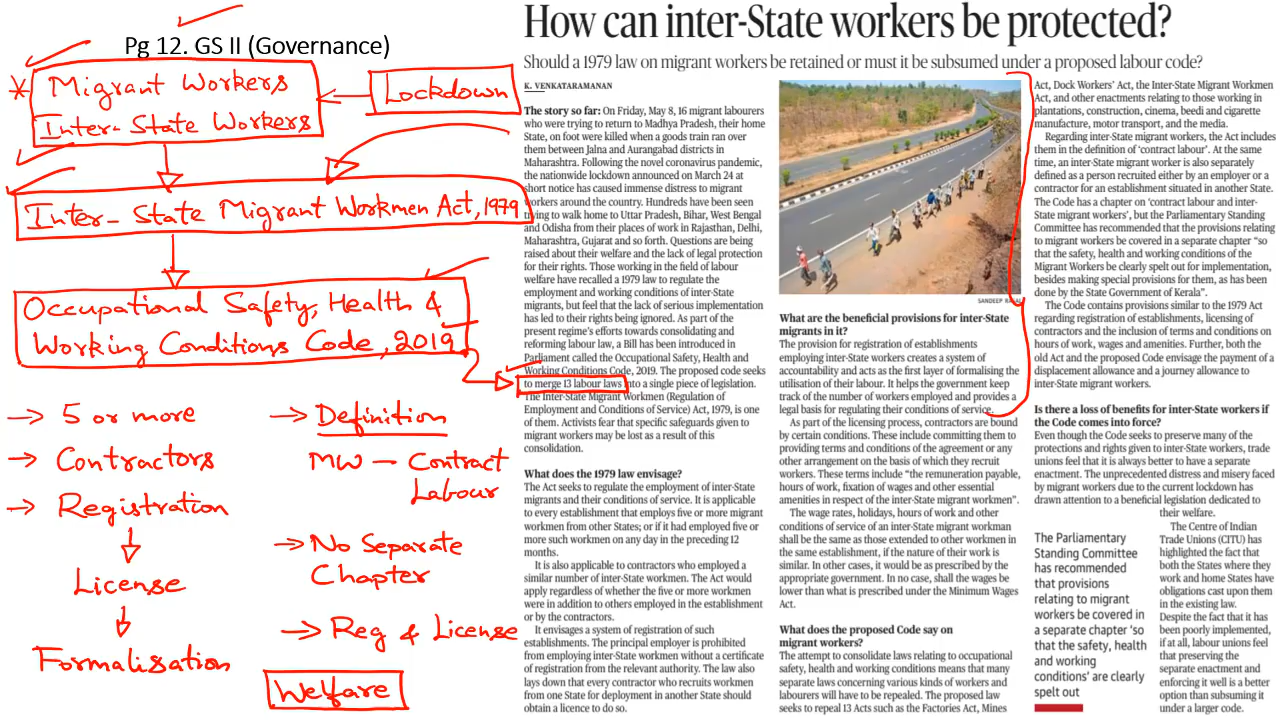 Pg 12. GS II (Governance)
* Migrant Workers
Inter-State Workers
Lockdown
Inter-State Migrant Workmen Act, 1979
Occupational Safety, Health &
Working Conditions Code, 2019
→ 5 or more
→ Contractors
→ Registration
License
Formalisation
→ Definition
MW — Contract
Labour
→ No Separate
Chapter
→ Reg & License
Welfare
How can inter-State workers be protected?
Should a 1979 law on migrant workers be retained or must it be subsumed under a proposed labour code?
K. VENKATARAMANAN
The story so far: On Friday, May 8, 16 migrant labourers
who were trying to return to Madhya Pradesh, their home
State, on foot were killed when a goods train ran over
them between Jalna and Aurangabad districts in
Maharashtra. Following the novel coronavirus pandemic,
the nationwide lockdown announced on March 24 at
short notice has caused immense distress to migrant
workers around the country. Hundreds have been seen
trying to walk home to Uttar Pradesh, Bihar, West Bengal
and Odisha from their places of work in Rajasthan, Delhi,
Maharashtra, Gujarat and so forth. Questions are being
raised about their welfare and the lack of legal protection
for their rights. Those working in the field of labour
welfare have recalled a 1979 law to regulate the
employment and working conditions of inter-State
migrants, but feel that the lack of serious implementation
has led to their rights being ignored. As part of the
present regime's efforts towards consolidating and
reforming labour law, a Bill has been introduced in
Parliament called the Occupational Safety, Health and
Working Conditions Code, 2019. The proposed code seeks
to merge 13 labour laws into a single piece of legislation.
The Inter-State Migrant Workmen (Regulation of
Employment and Conditions of Service) Act, 1979, is one
of them. Activists fear that specific safeguards given to
migrant workers may be lost as a result of this
consolidation.
What does the 1979 law envisage?
The Act seeks to regulate the employment of inter-State
migrants and their conditions of service. It is applicable
to every establishment that employs five or more migrant
workmen from other States; or if it had employed five or
more such workmen on any day in the preceding 12
months.
It is also applicable to contractors who employed a
similar number of inter-State workmen. The Act would
apply regardless of whether the five or more workmen
were in addition to others employed in the establishment
or by the contractors.
It envisages a system of registration of such
establishments. The principal employer is prohibited
from employing inter-State workmen without a certificate
of registration from the relevant authority. The law also
lays down that every contractor who recruits workmen
from one State for deployment in another State should
obtain a licence to do so.
SANDEEP RASAL
What are the beneficial provisions for inter-State
migrants in it?
The provision for registration of establishments
employing inter-State workers creates a system of
accountability and acts as the first layer of formalising the
utilisation of their labour. It helps the government keep
track of the number of workers employed and provides a
legal basis for regulating their conditions of service.
As part of the licensing process, contractors are bound
by certain conditions. These include committing them to
providing terms and conditions of the agreement or any
other arrangement on the basis of which they recruit
workers. These terms include "the remuneration payable,
hours of work, fixation of wages and other essential
amenities in respect of the inter-State migrant workmen".
The wage rates, holidays, hours of work and other
conditions of service of an inter-State migrant workman
shall be the same as those extended to other workmen in
the same establishment, if the nature of their work is
similar. In other cases, it would be as prescribed by the
appropriate government. In no case, shall the wages be
lower than what is prescribed under the Minimum Wages
Act.
What does the proposed Code say on
migrant workers?
The attempt to consolidate laws relating to occupational
safety, health and working conditions means that many
separate laws concerning various kinds of workers and
labourers will have to be repealed. The proposed law
seeks to repeal 13 Acts such as the Factories Act, Mines
Act, Dock Workers' Act, the Inter-State Migrant Workmen
Act, and other enactments relating to those working in
plantations, construction, cinema, beedi and cigarette
manufacture, motor transport, and the media.
Regarding inter-State migrant workers, the Act includes
them in the definition of 'contract labour'. At the same
time, an inter-State migrant worker is also separately
defined as a person recruited either by an employer or a
contractor for an establishment situated in another State.
The Code has a chapter on 'contract labour and inter-
State migrant workers', but the Parliamentary Standing
Committee has recommended that the provisions relating
to migrant workers be covered in a separate chapter "so
that the safety, health and working conditions of the
Migrant Workers be clearly spelt out for implementation,
besides making special provisions for them, as has been
done by the State Government of Kerala".
The Code contains provisions similar to the 1979 Act
regarding registration of establishments, licensing of
contractors and the inclusion of terms and conditions on
hours of work, wages and amenities. Further, both the
old Act and the proposed Code envisage the payment of a
displacement allowance and a journey allowance to
inter-State migrant workers.
Is there a loss of benefits for inter-State workers if
the Code comes into force?
Even though the Code seeks to preserve many of the
protections and rights given to inter-State workers, trade
unions feel that it is always better to have a separate
enactment. The unprecedented distress and misery faced
by migrant workers due to the current lockdown has
drawn attention to a beneficial legislation dedicated to
their welfare.
The Centre of Indian
Trade Unions (CITU) has
highlighted the fact that
both the States where they
work and home States have
obligations cast upon them
in the existing law.
Despite the fact that it has
been poorly implemented,
if at all, labour unions feel
that preserving the
separate enactment and
enforcing it well is a better
option than subsuming it
under a larger code.
The Parliamentary
Standing Committee
has recommended
that provisions
relating to migrant
workers be covered in
a separate chapter 'so
that the safety, health
and working
conditions' are clearly
spelt out